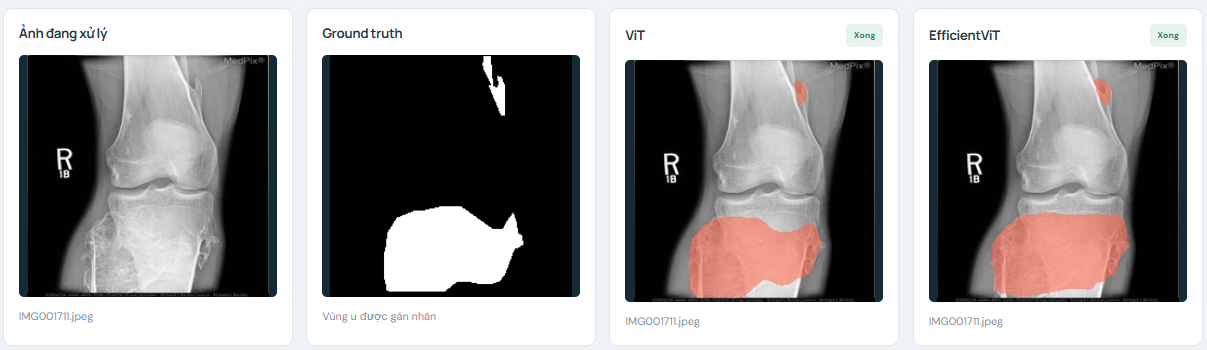 Ảnh đang xử lý
MedPix®
R
1B
IMG001711.jpeg
Ground truth
Vùng u được gán nhãn
ViT
Xong
MedPix®
R
1B
IMG001711.jpeg
EfficientViT
Xong
MedPix®
R
1B
IMG001711.jpeg